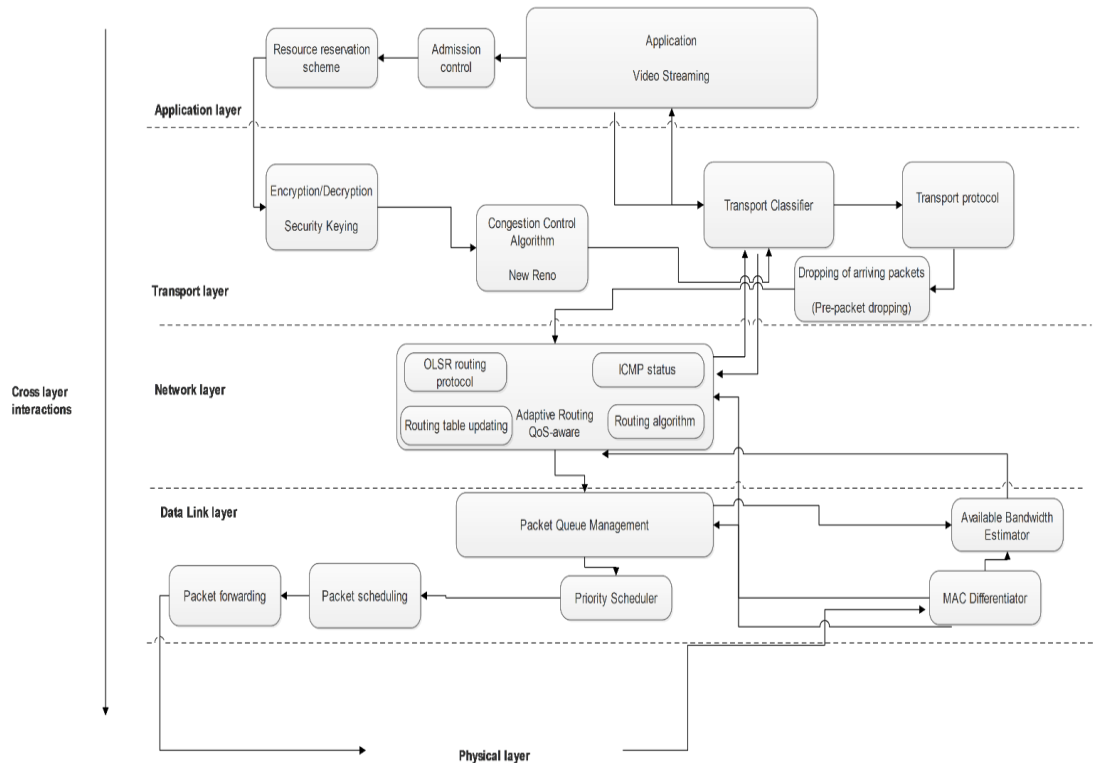 Application
Video Streaming
Admission
control
Resource reservation
scheme
Application layer
Encryption/Decryption
Security Keying
Congestion Control
Algorithm
New Reno
Transport Classifier
Transport protocol
Dropping of arriving packets
(Pre-packet dropping)
Transport layer
Cross layer
interactions
Network layer
OLSR routing
protocol
ICMP status
Routing table updating
Adaptive Routing
QoS-aware
Routing algorithm
Data Link layer
Packet Queue Management
Available Bandwidth
Estimator
Packet forwarding
Packet scheduling
Priority Scheduler
MAC Differentiator
Physical layer